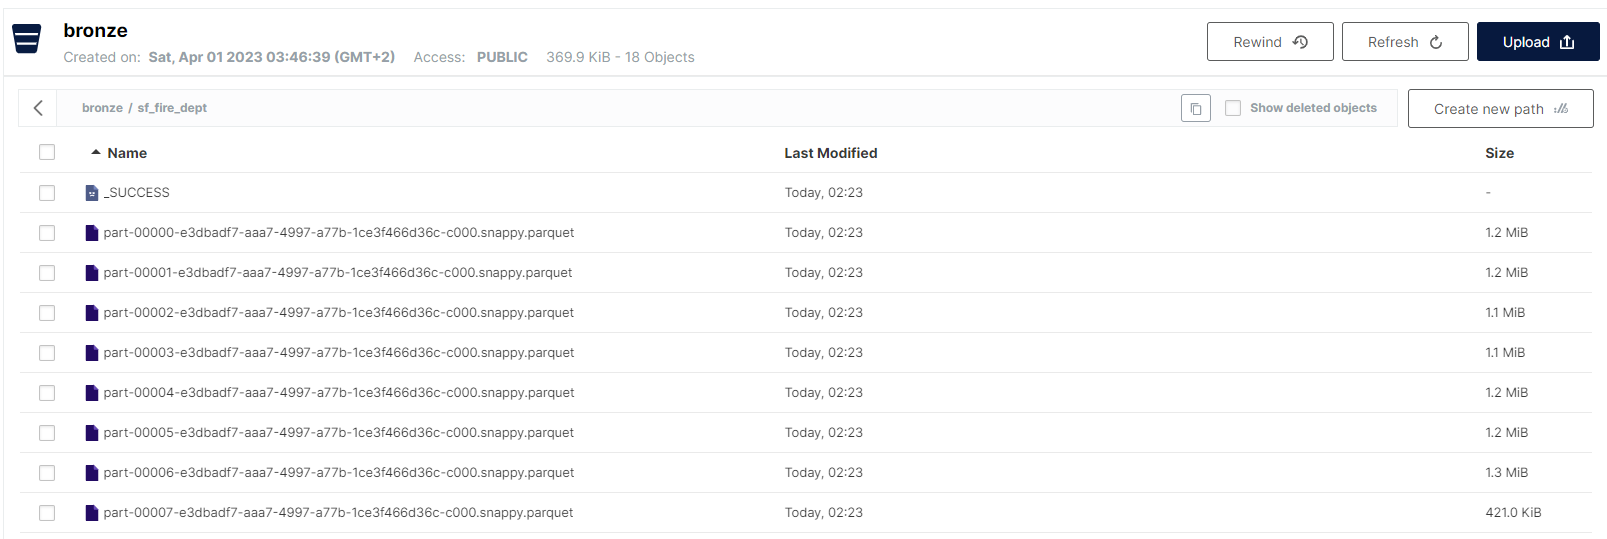 bronze
Created on: Sat, Apr 01 2023 03:46:39 (GMT+2) Access: PUBLIC 369.9 KiB - 18 Objects
Rewind Refresh Upload
bronze / sf_fire_dept Show deleted objects Create new path
Name Last Modified Size
_SUCCESS Today, 02:23 -
part-00000-e3dbadf7-aaa7-4997-a77b-1ce3f466d36c-c000.snappy.parquet Today, 02:23 1.2 MiB
part-00001-e3dbadf7-aaa7-4997-a77b-1ce3f466d36c-c000.snappy.parquet Today, 02:23 1.2 MiB
part-00002-e3dbadf7-aaa7-4997-a77b-1ce3f466d36c-c000.snappy.parquet Today, 02:23 1.1 MiB
part-00003-e3dbadf7-aaa7-4997-a77b-1ce3f466d36c-c000.snappy.parquet Today, 02:23 1.1 MiB
part-00004-e3dbadf7-aaa7-4997-a77b-1ce3f466d36c-c000.snappy.parquet Today, 02:23 1.2 MiB
part-00005-e3dbadf7-aaa7-4997-a77b-1ce3f466d36c-c000.snappy.parquet Today, 02:23 1.2 MiB
part-00006-e3dbadf7-aaa7-4997-a77b-1ce3f466d36c-c000.snappy.parquet Today, 02:23 1.3 MiB
part-00007-e3dbadf7-aaa7-4997-a77b-1ce3f466d36c-c000.snappy.parquet Today, 02:23 421.0 KiB